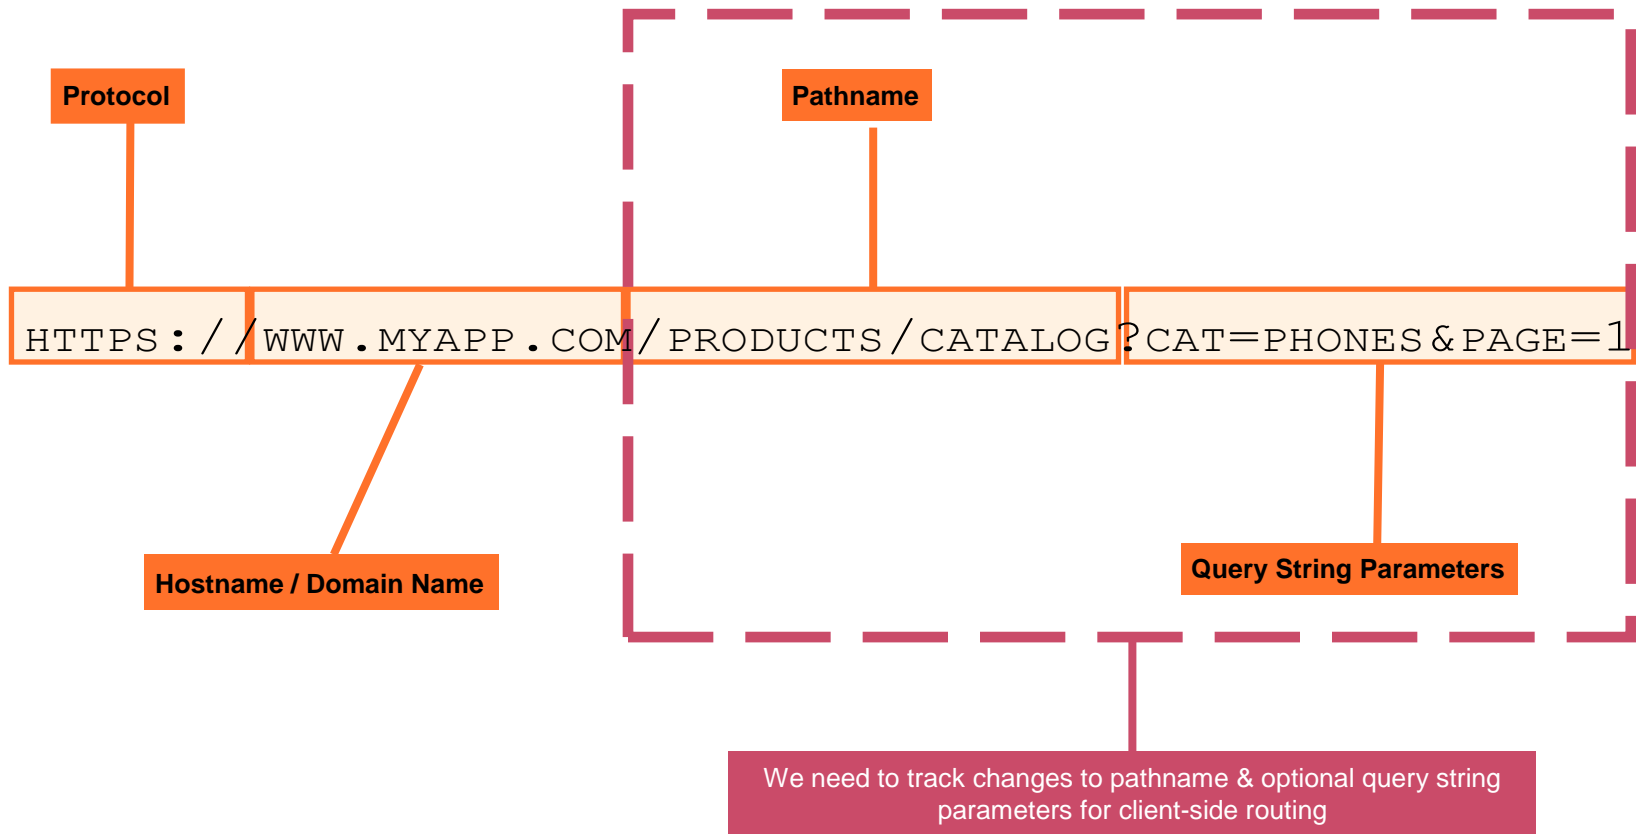 Protocol
Pathname
HTTPS://WWW.MYAPP.COM/PRODUCTS/CATALOG?CAT=PHONES&PAGE=1
Hostname / Domain Name
Query String Parameters
We need to track changes to pathname & optional query string
parameters for client-side routing